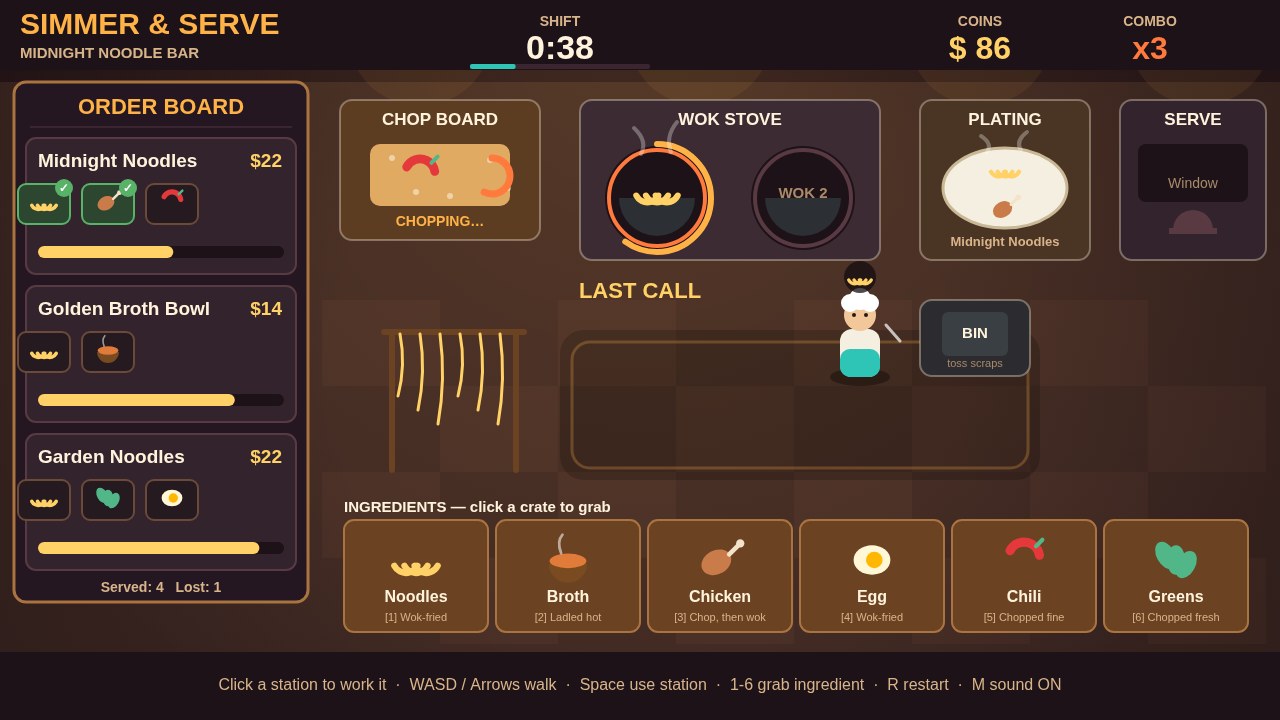 SIMMER & SERVE
MIDNIGHT NOODLE BAR
SHIFT
0:38
COINS
$ 86
COMBO
x3
ORDER BOARD
Midnight Noodles $22
Golden Broth Bowl $14
Garden Noodles $22
Served: 4 Lost: 1
CHOP BOARD
CHOPPING…
WOK STOVE
WOK 2
PLATING
Midnight Noodles
SERVE
Window
LAST CALL
BIN
toss scraps
INGREDIENTS — click a crate to grab
Noodles
[1] Wok-fried
Broth
[2] Ladled hot
Chicken
[3] Chop, then wok
Egg
[4] Wok-fried
Chili
[5] Chopped fine
Greens
[6] Chopped fresh
Click a station to work it · WASD / Arrows walk · Space use station · 1-6 grab ingredient · R restart · M sound ON